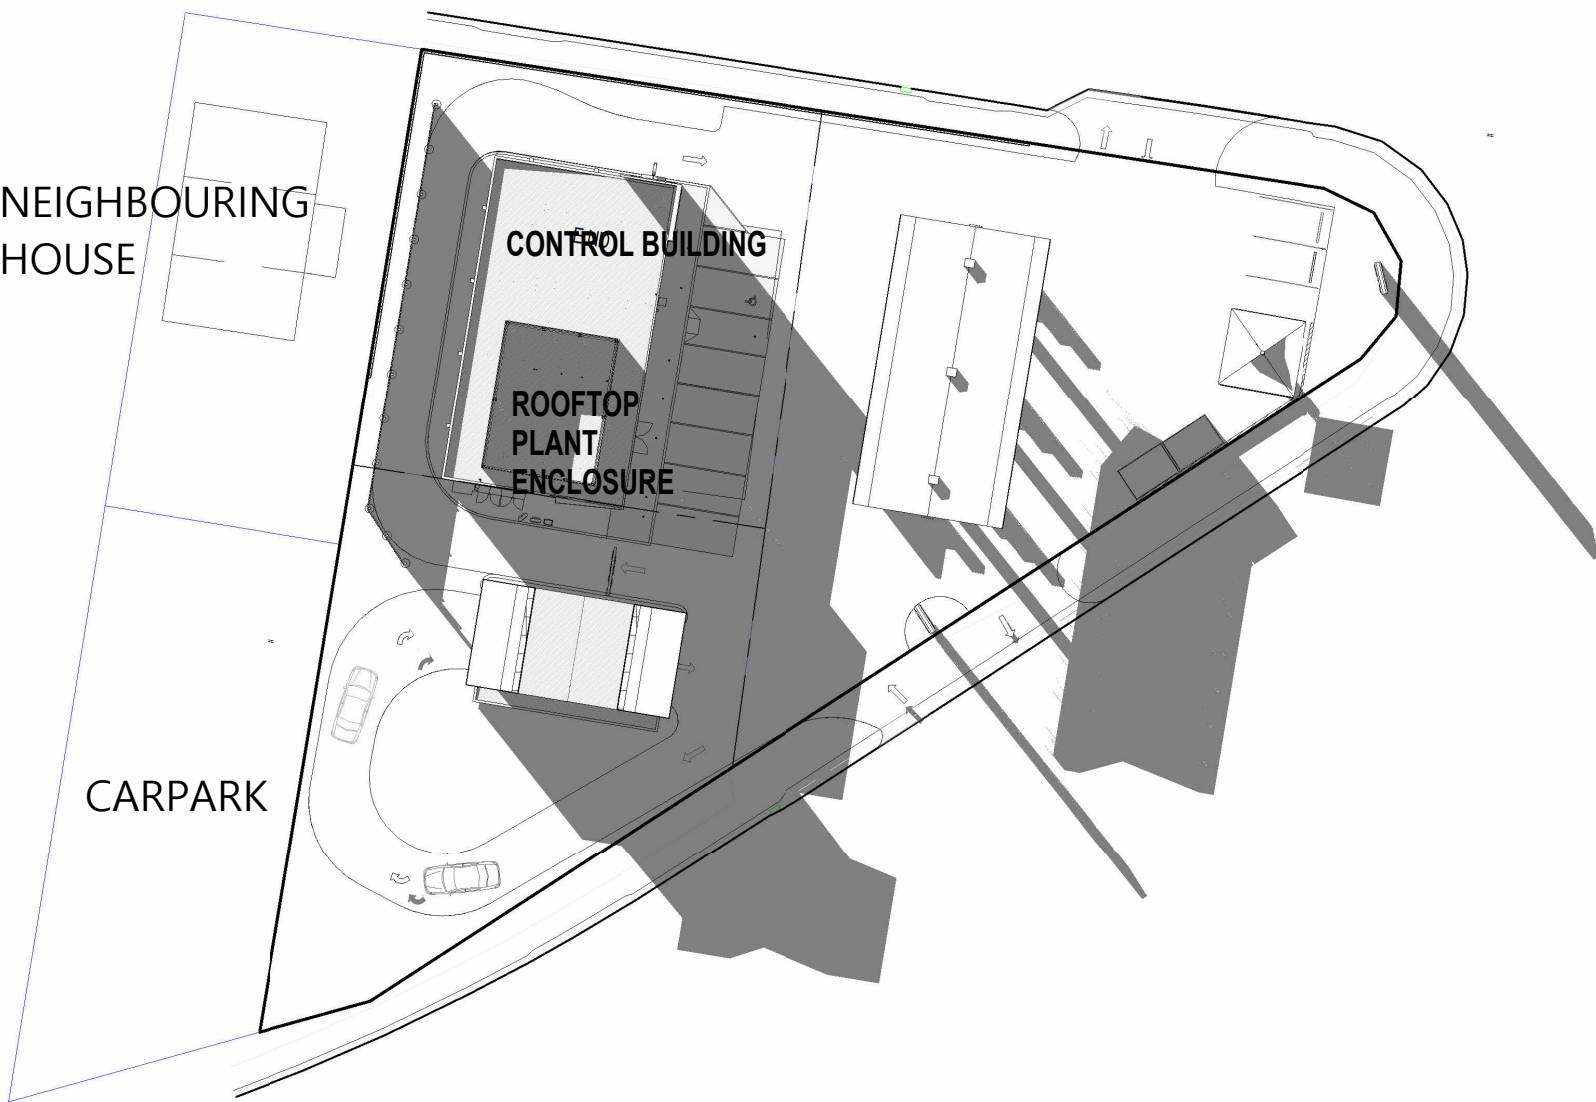 NEIGHBOURING
HOUSE
CONTROL BUILDING
ROOFTOP
PLANT
ENCLOSURE
CARPARK